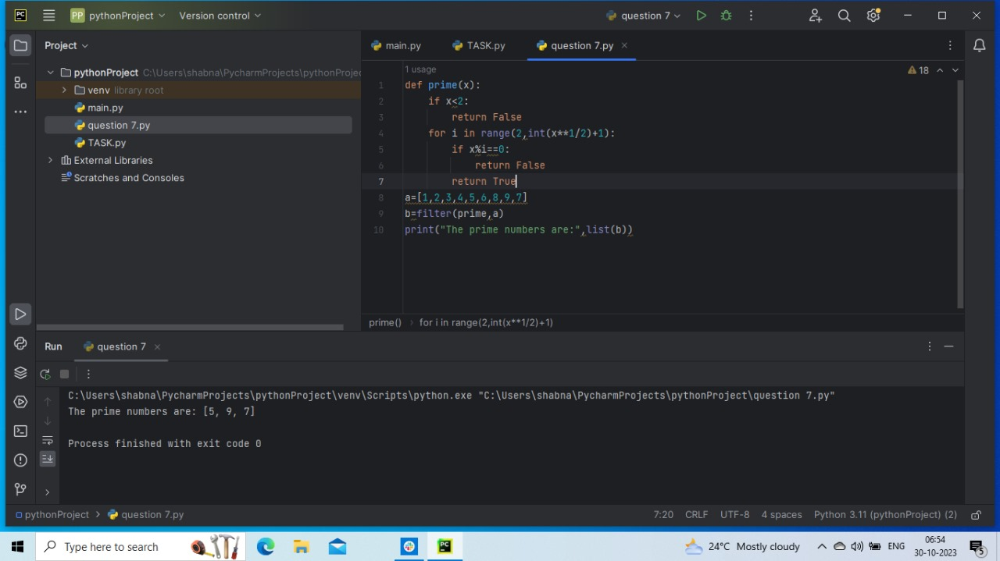 PC
PP pythonProject
Version control
question 7
Project
main.py
TASK.py
question 7.py
pythonProject C:\Users\shabna\PycharmProjects\pythonProjec
venv library root
main.py
question 7.py
TASK.py
External Libraries
Scratches and Consoles
1 usage
18
1 def prime(x):
2 if x<2:
3 return False
4 for i in range(2,int(x**1/2)+1):
5 if x%i==0:
6 return False
7 return True
8 a=[1,2,3,4,5,6,8,9,7]
9 b=filter(prime,a)
10 print("The prime numbers are:",list(b))
prime() › for i in range(2,int(x**1/2)+1)
Run question 7
C:\Users\shabna\PycharmProjects\pythonProject\venv\Scripts\python.exe "C:\Users\shabna\PycharmProjects\pythonProject\question 7.py"
The prime numbers are: [5, 9, 7]
Process finished with exit code 0
pythonProject › question 7.py
7:20 CRLF UTF-8 4 spaces Python 3.11 (pythonProject) (2)
Type here to search
PC
24°C Mostly cloudy
ENG
06:54
30-10-2023
5